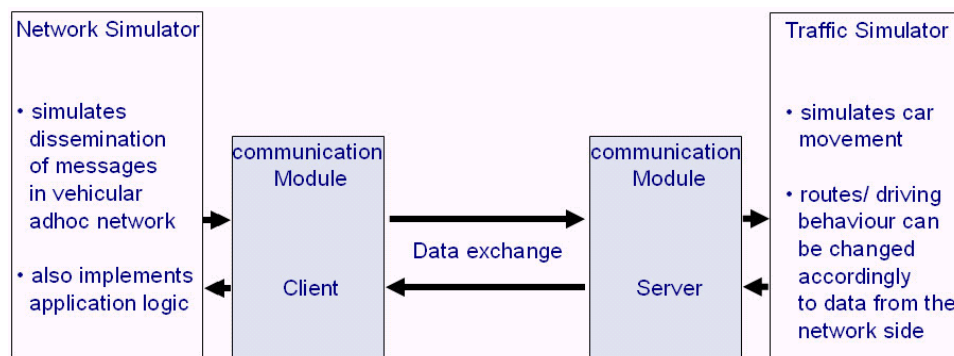 Network Simulator
• simulates
dissemination
of messages
in vehicular
adhoc network
• also implements
application logic
communication
Module
Client
Data exchange
communication
Module
Server
Traffic Simulator
• simulates car
movement
• routes/ driving
behaviour can
be changed
accordingly
to data from the
network side